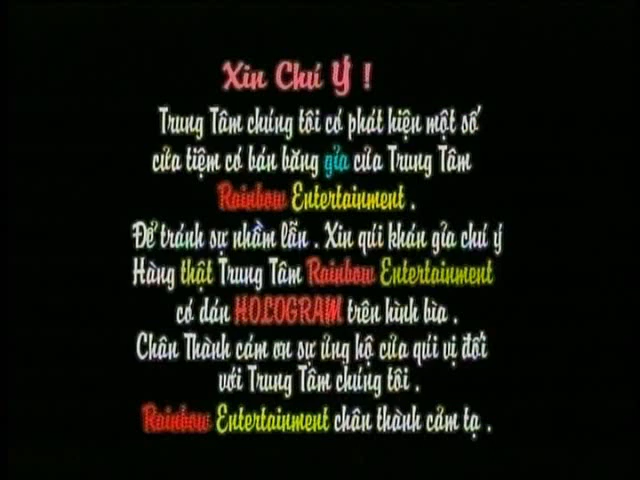 Xin Chú Ý !
Trung Tâm chúng tôi có phát hiện một số
cửa tiệm có bán băng giả của Trung Tâm
Rainbow Entertainment .
Để tránh sự nhầm lẫn . Xin qúi khán giả chú ý
Hàng thật Trung Tâm Rainbow Entertainment
có dán HOLOGRAM trên hình bìa .
Chân Thành cám ơn sự ủng hộ của qúi vị đối
với Trung Tâm chúng tôi .
Rainbow Entertainment chân thành cảm tạ .